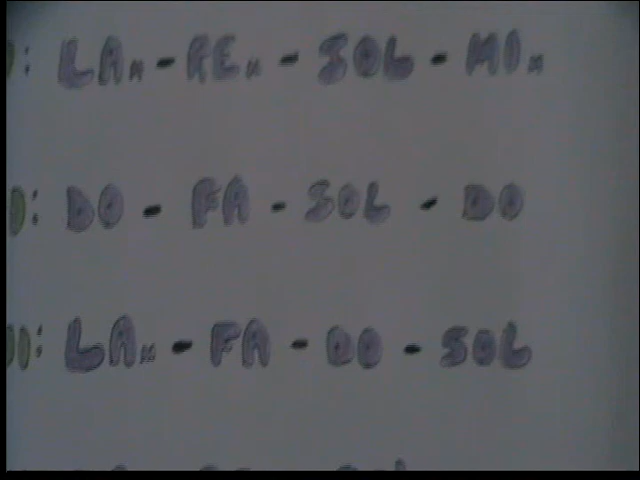 : LAm - REm - SOL - MIm
): DO - FA - SOL - DO
): LAm - FA - DO - SOL